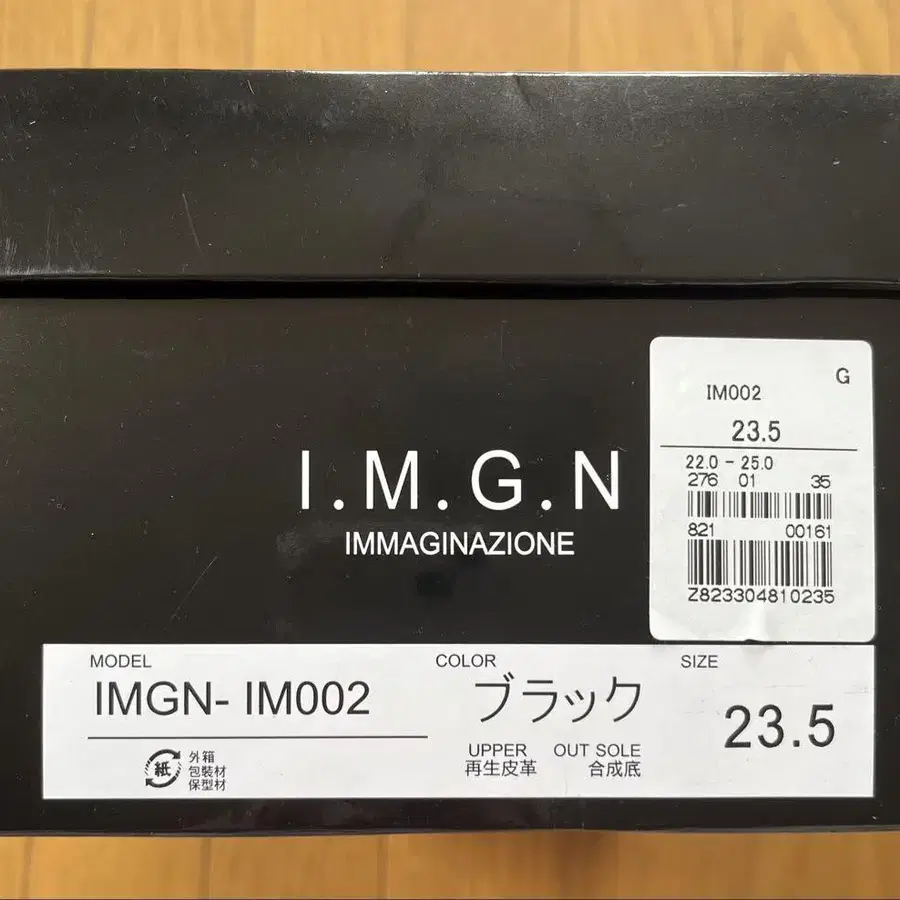 I.M.G.N
IMMAGINAZIONE
G
IM002
23.5
22.0 - 25.0
276 01 35
821 00161
Z823304810235
MODEL
IMGN- IM002
紙
外箱
包装材
保型材
COLOR
ブラック
UPPER OUT SOLE
再生皮革 合成底
SIZE
23.5